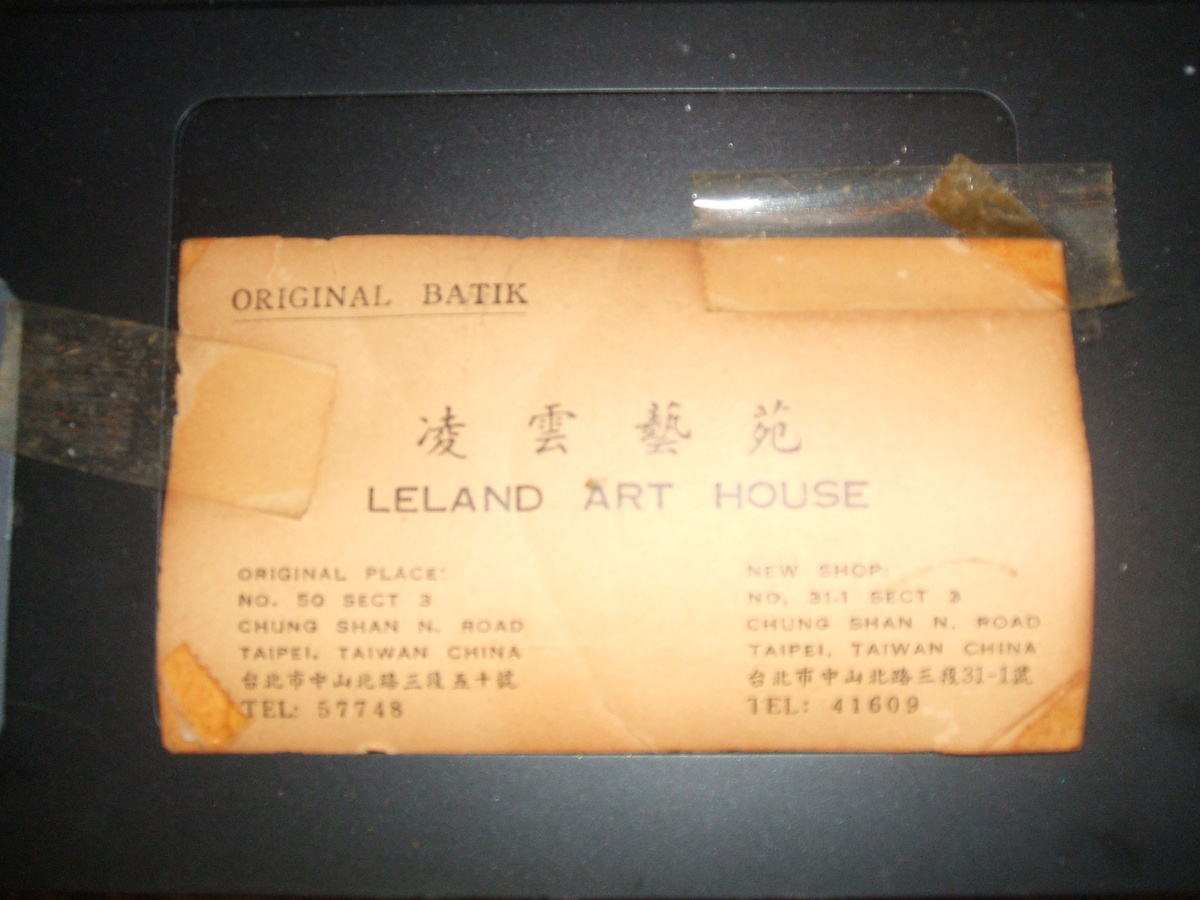 ORIGINAL BATIK
凌雲藝苑
LELAND ART HOUSE
ORIGINAL PLACE:
NO. 50 SECT 3
CHUNG SHAN N. ROAD
TAIPEI. TAIWAN CHINA
台北市中山北路三段五十號
TEL: 57748
NEW SHOP:
NO. 31-1 SECT 3
CHUNG SHAN N. ROAD
TAIPEI, TAIWAN CHINA
台北市中山北路三段31-1號
TEL: 41609